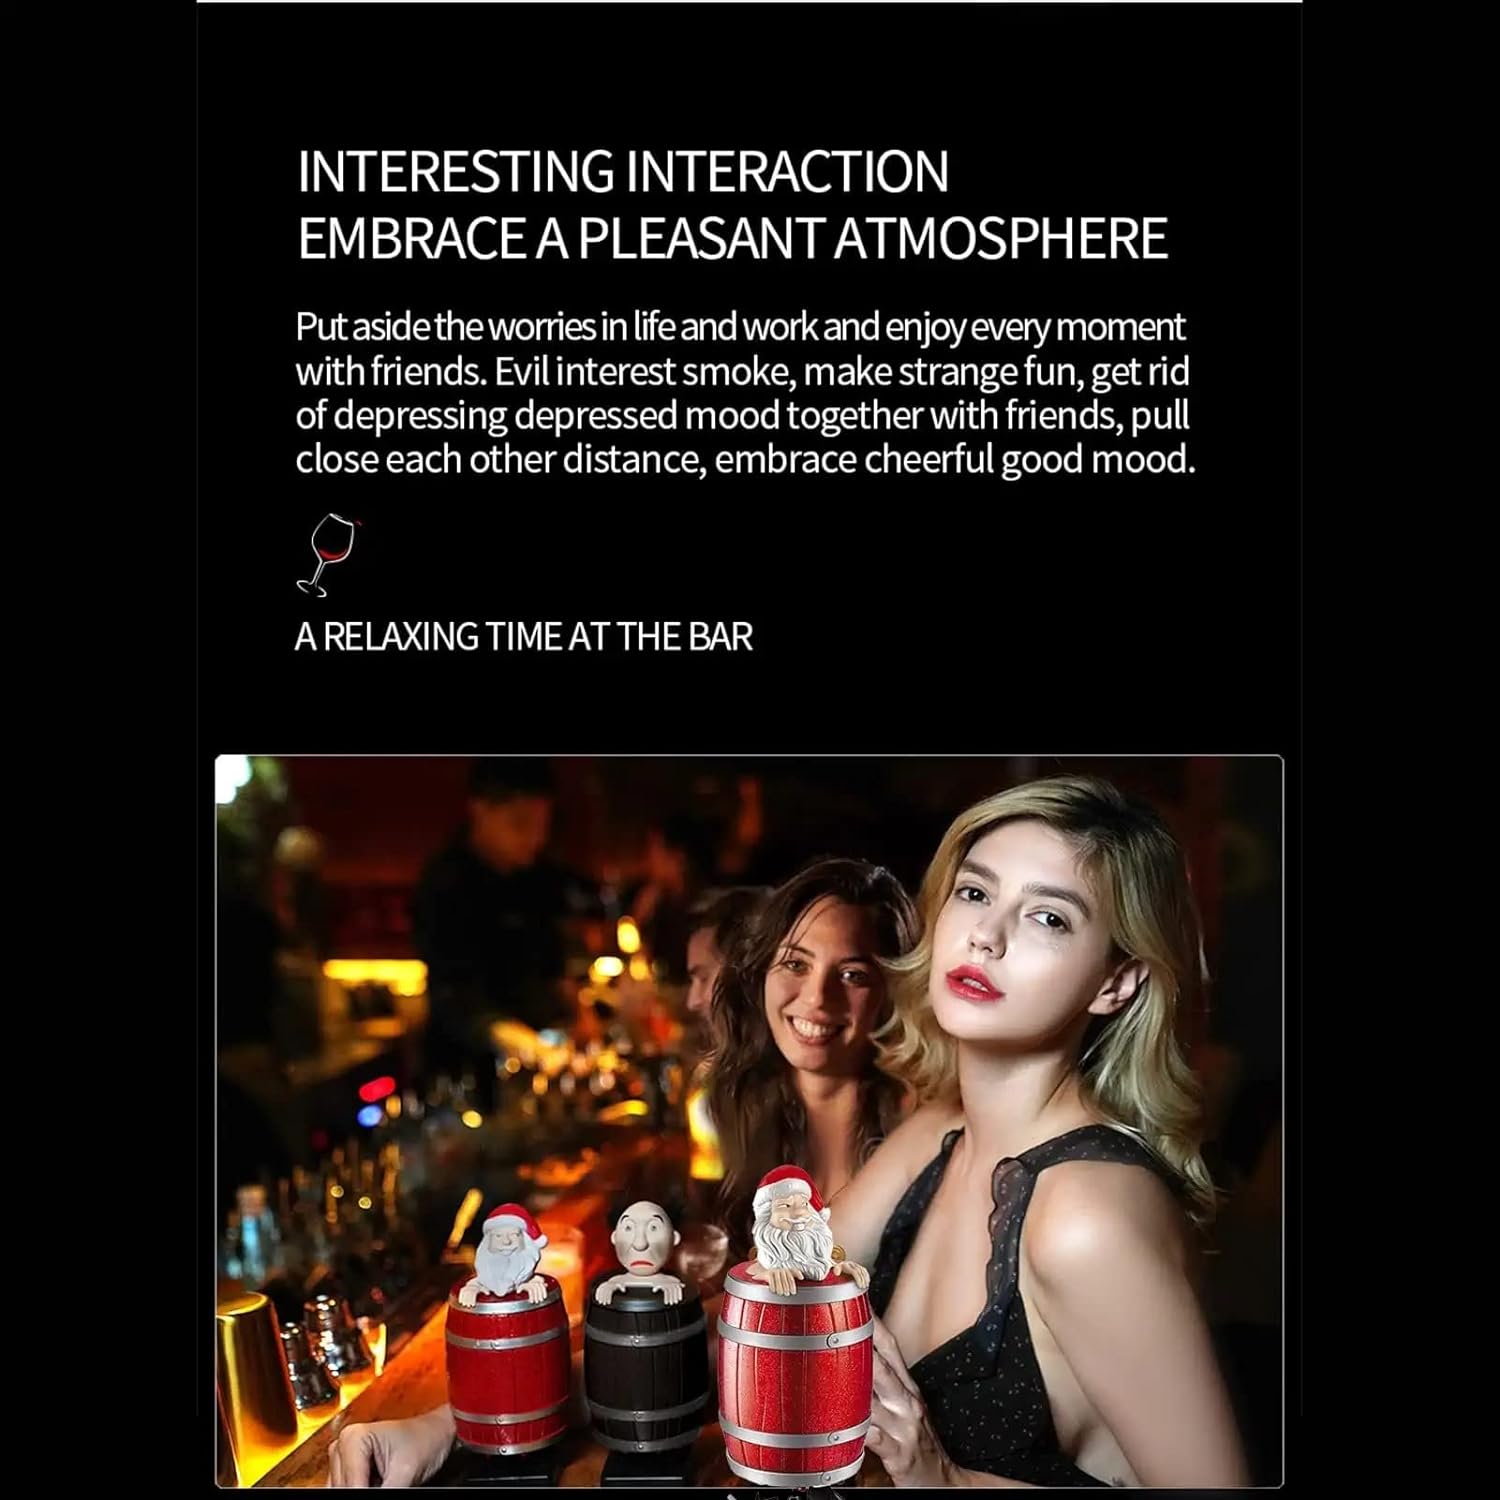 INTERESTING INTERACTION
EMBRACE A PLEASANT ATMOSPHERE
Put aside the worries in life and work and enjoy every moment
with friends. Evil interest smoke, make strange fun, get rid
of depressing depressed mood together with friends, pull
close each other distance, embrace cheerful good mood.
A RELAXING TIME AT THE BAR